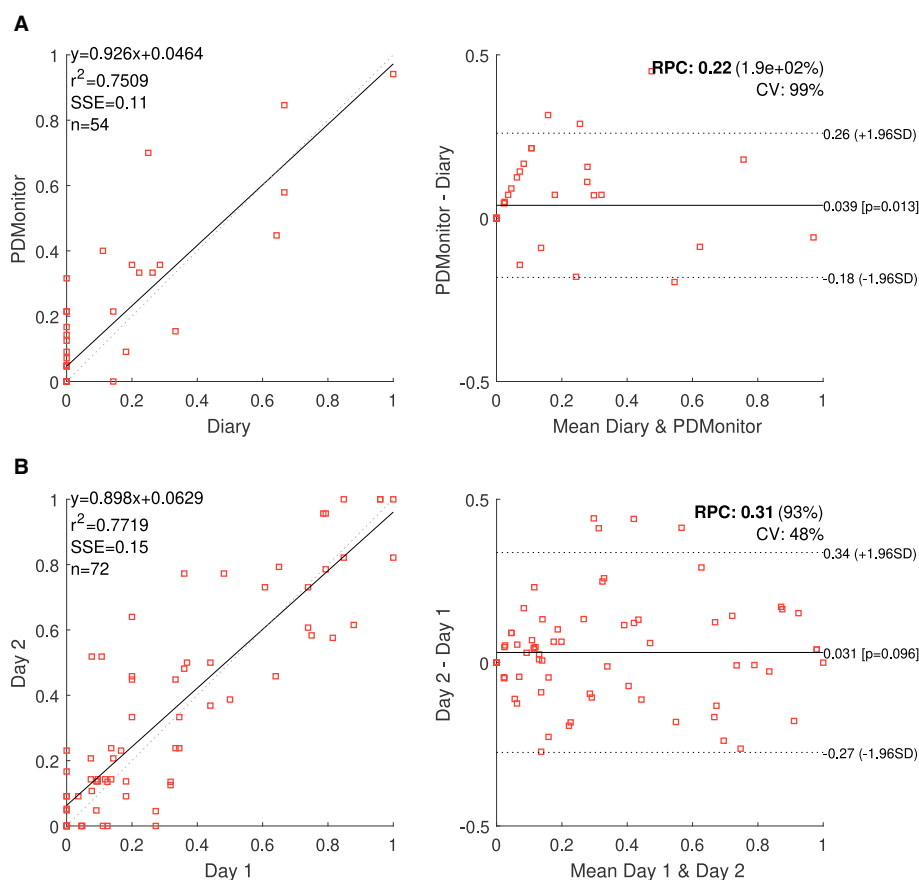 A
y=0.926x+0.0464
r²=0.7509
SSE=0.11
n=54
1
0.8
0.6
0.4
0.2
0
PDMonitor
0 0.2 0.4 0.6 0.8 1
Diary
RPC: 0.22 (1.9e+02%)
CV: 99%
0.5
0
-0.5
PDMonitor - Diary
0.26 (+1.96SD)
0.039 [p=0.013]
-0.18 (-1.96SD)
0 0.2 0.4 0.6 0.8 1
Mean Diary & PDMonitor
B
y=0.898x+0.0629
r²=0.7719
SSE=0.15
n=72
1
0.8
0.6
0.4
0.2
0
Day 2
0 0.2 0.4 0.6 0.8 1
Day 1
RPC: 0.31 (93%)
CV: 48%
0.5
0
-0.5
Day 2 - Day 1
0.34 (+1.96SD)
0.031 [p=0.096]
-0.27 (-1.96SD)
0 0.2 0.4 0.6 0.8 1
Mean Day 1 & Day 2